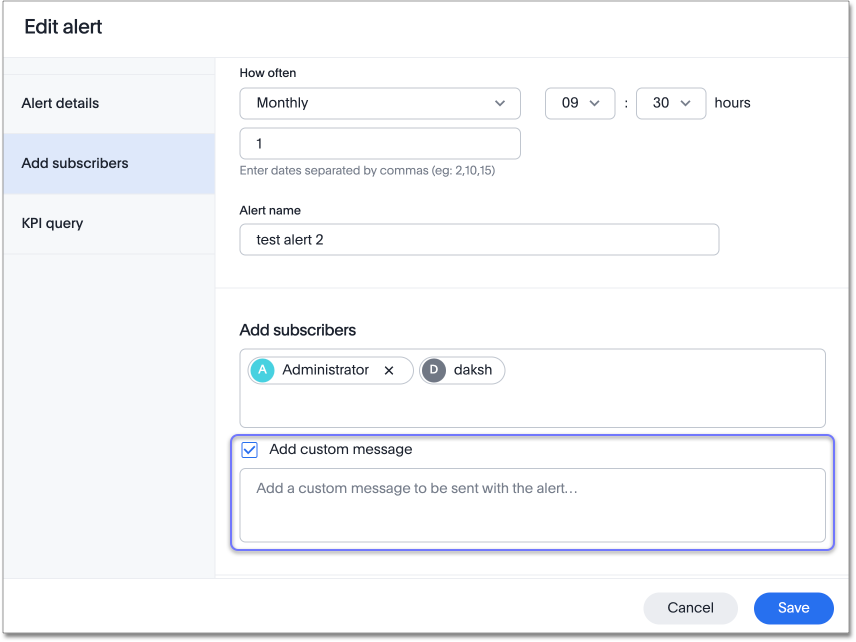 Edit alert
Alert details
Add subscribers
KPI query
How often
Monthly 09 : 30 hours
1
Enter dates separated by commas (eg: 2,10,15)
Alert name
test alert 2
Add subscribers
A Administrator × D daksh
Add custom message
Add a custom message to be sent with the alert...
Cancel Save